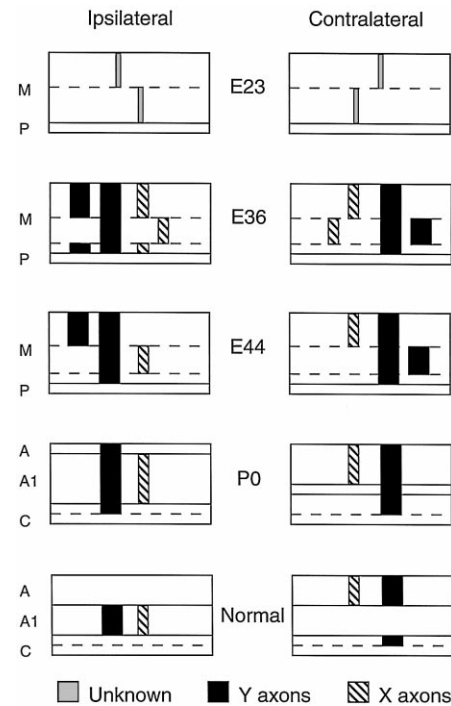 Ipsilateral Contralateral
M E23
P
M E36
P
M E44
P
A
A1 P0
C
A
A1 Normal
C
Unknown Y axons X axons